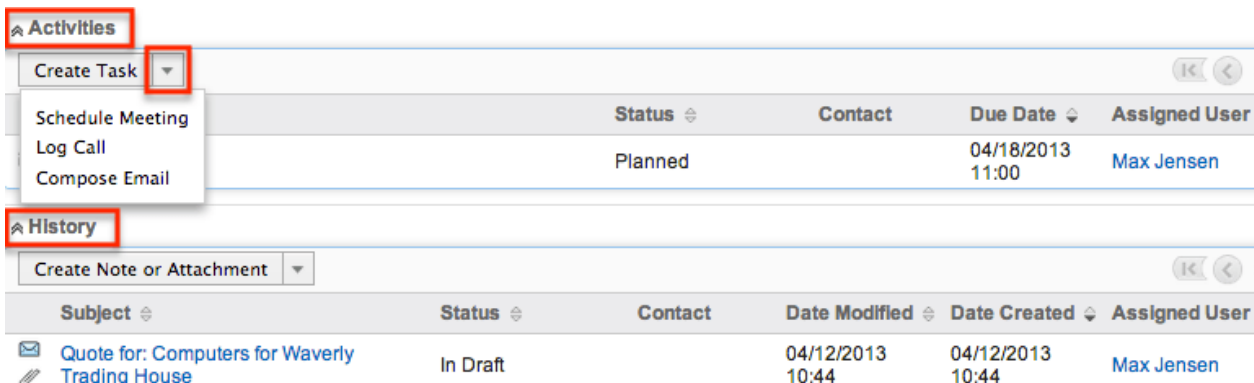 Activities
Create Task
Schedule Meeting
Log Call
Compose Email
Status Contact Due Date Assigned User
Planned 04/18/2013 Max Jensen
11:00
History
Create Note or Attachment
Subject Status Contact Date Modified Date Created Assigned User
Quote for: Computers for Waverly In Draft 04/12/2013 04/12/2013 Max Jensen
Trading House 10:44 10:44